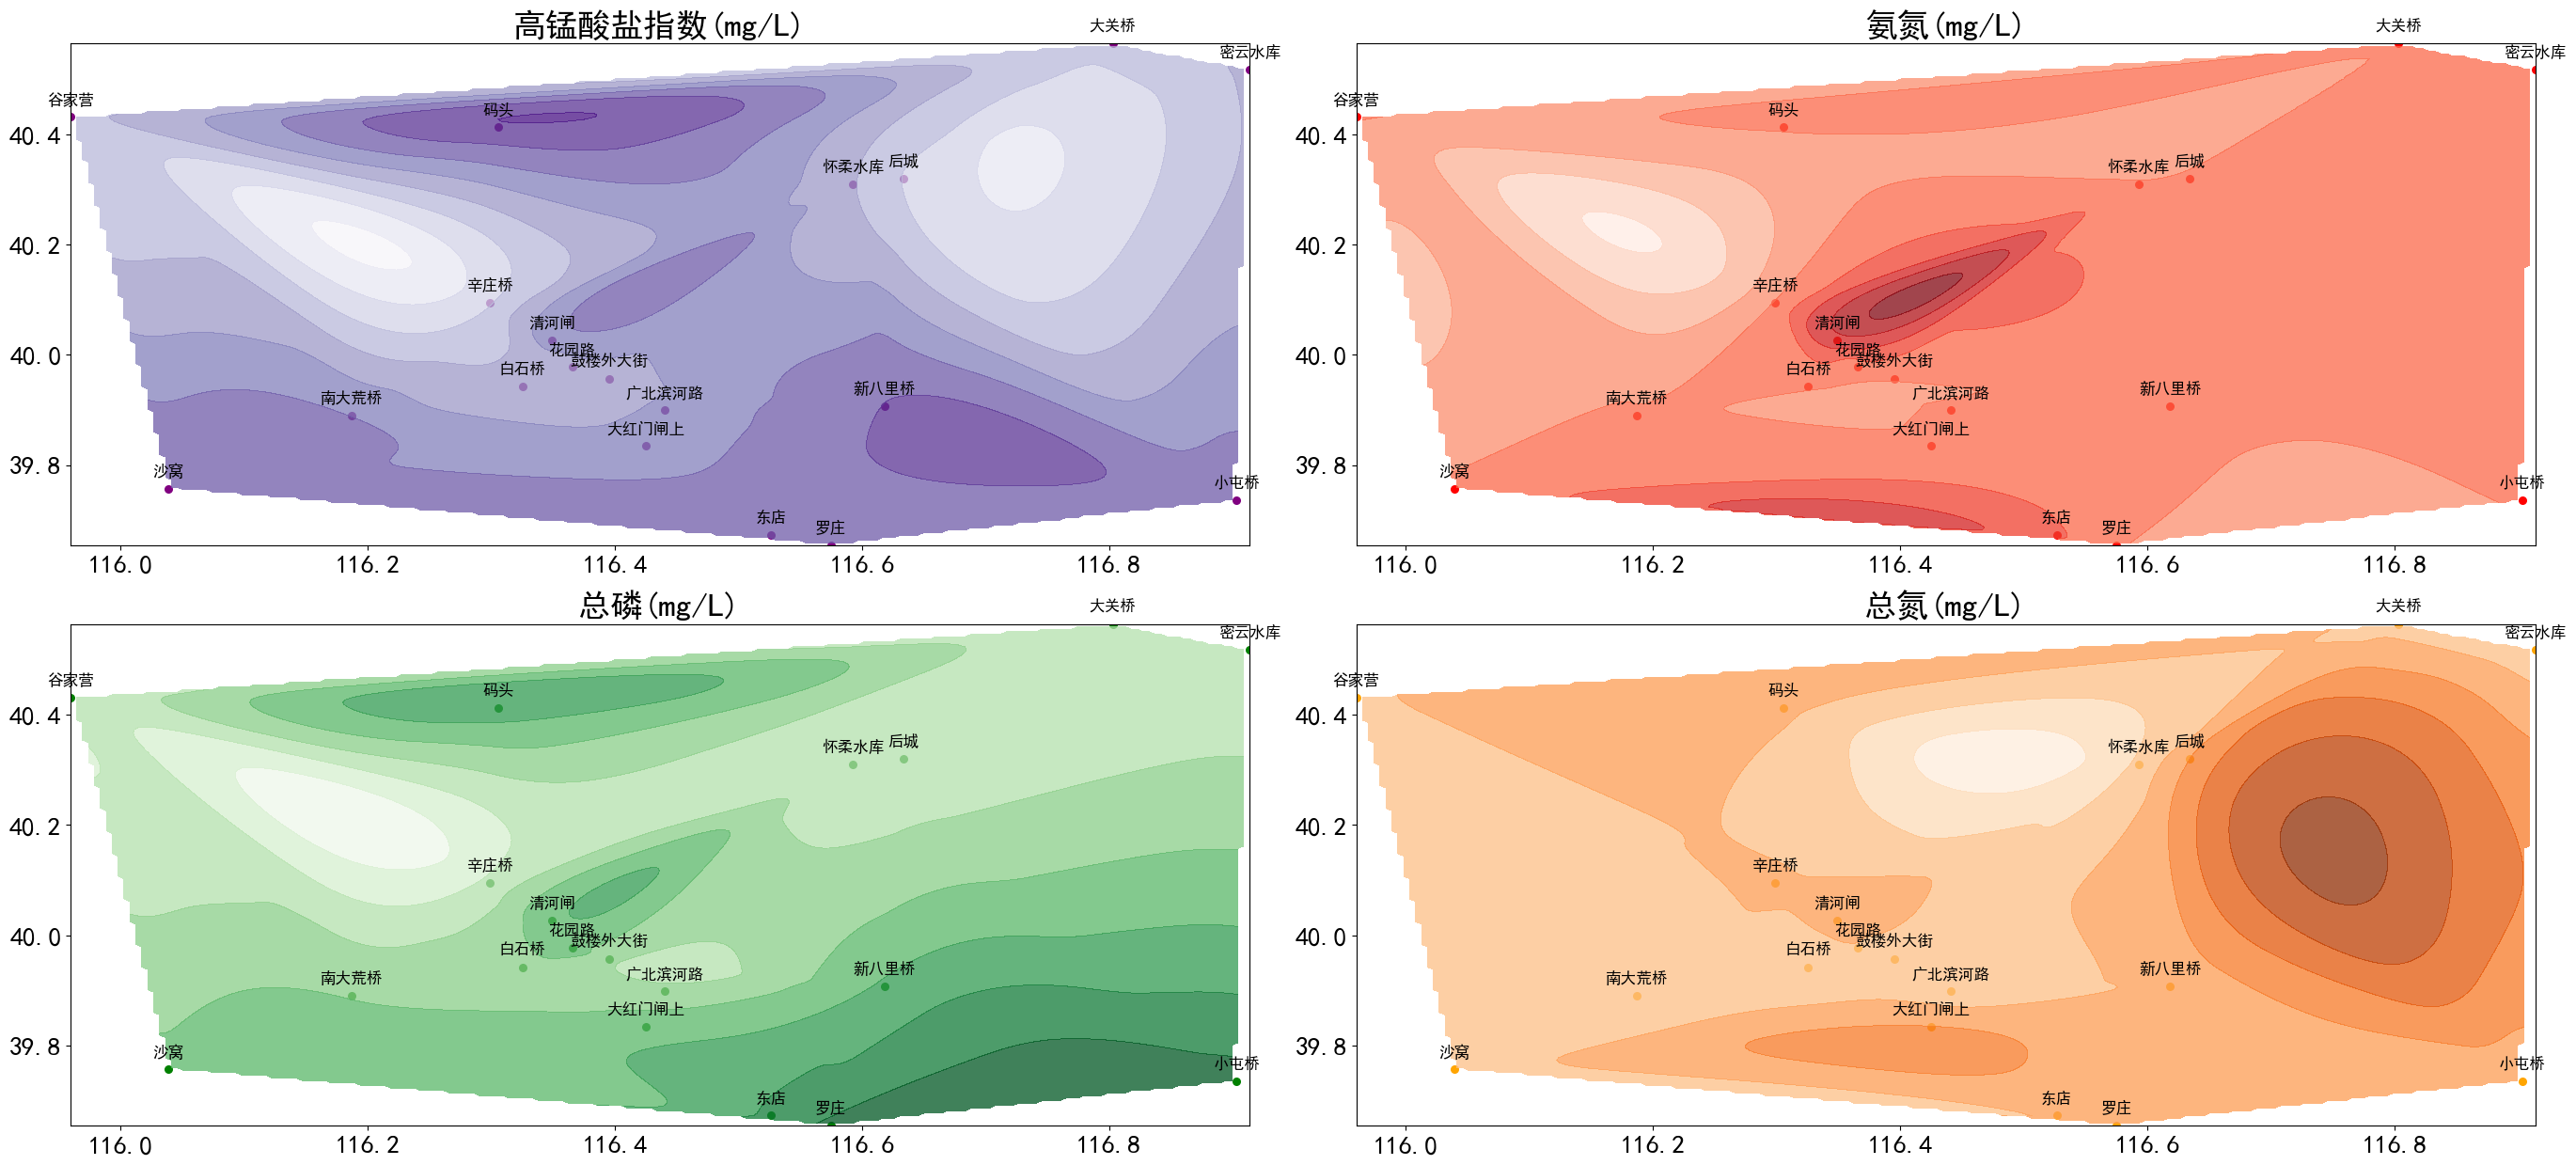 高锰酸盐指数(mg/L)
大关桥
密云水库
谷家营
码头
怀柔水库
后城
辛庄桥
清河闸
花园路
鼓楼外大街
白石桥
南大荒桥
广北滨河路
新八里桥
大红门闸上
沙窝
小屯桥
东店
罗庄
40.4
40.2
40.0
39.8
116.0
116.2
116.4
116.6
116.8
氨氮(mg/L)
大关桥
密云水库
谷家营
码头
怀柔水库
后城
辛庄桥
清河闸
花园路
鼓楼外大街
白石桥
南大荒桥
广北滨河路
新八里桥
大红门闸上
沙窝
小屯桥
东店
罗庄
40.4
40.2
40.0
39.8
116.0
116.2
116.4
116.6
116.8
总磷(mg/L)
大关桥
密云水库
谷家营
码头
怀柔水库
后城
辛庄桥
清河闸
花园路
鼓楼外大街
白石桥
南大荒桥
广北滨河路
新八里桥
大红门闸上
沙窝
小屯桥
东店
罗庄
40.4
40.2
40.0
39.8
116.0
116.2
116.4
116.6
116.8
总氮(mg/L)
大关桥
密云水库
谷家营
码头
怀柔水库
后城
辛庄桥
清河闸
花园路
鼓楼外大街
白石桥
南大荒桥
广北滨河路
新八里桥
大红门闸上
沙窝
小屯桥
东店
罗庄
40.4
40.2
40.0
39.8
116.0
116.2
116.4
116.6
116.8